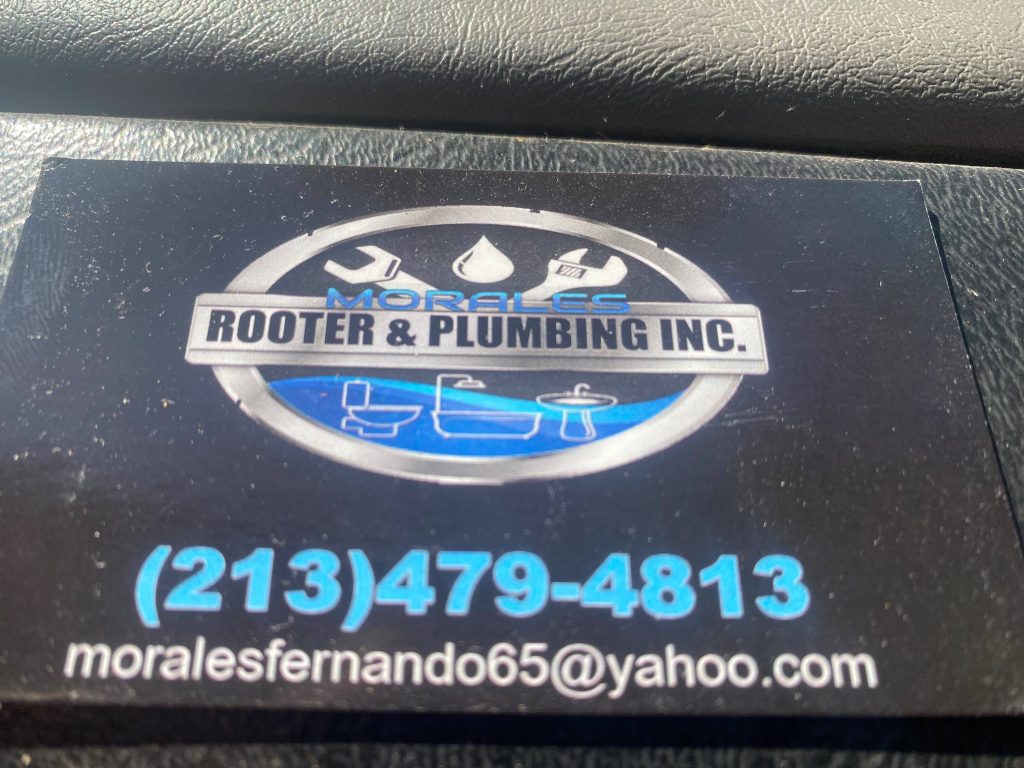 MORALES
ROOTER & PLUMBING INC.
(213)479-4813
moralesfernando65@yahoo.com